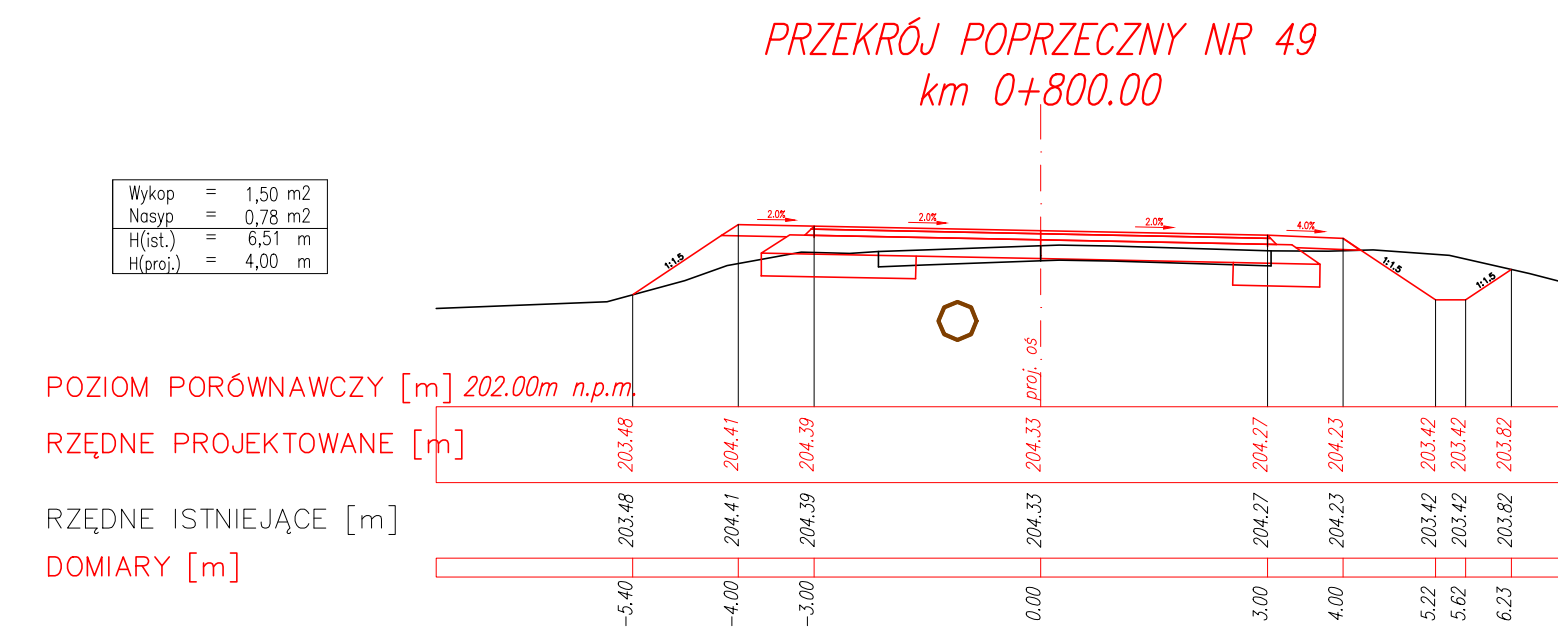 PRZEKRÓJ POPRZECZNY NR 49
km 0+800.00
Wykop = 1,50 m2
Nasyp = 0,78 m2
H(ist.) = 6,51 m
H(proj.) = 4,00 m
2.0% 2.0% 2.0% 4.0%
1:1.5 1:1.5 1:1.5
proj. oś
POZIOM PORÓWNAWCZY [m] 202.00m n.p.m.
RZĘDNE PROJEKTOWANE [m] 203.48 204.41 204.39 204.33 204.27 204.23 203.42 203.42 203.82
RZĘDNE ISTNIEJĄCE [m] 203.48 204.41 204.39 204.33 204.27 204.23 203.42 203.42 203.82
DOMIARY [m]
-5.40 -4.00 -3.00 0.00 3.00 4.00 5.22 5.62 6.23